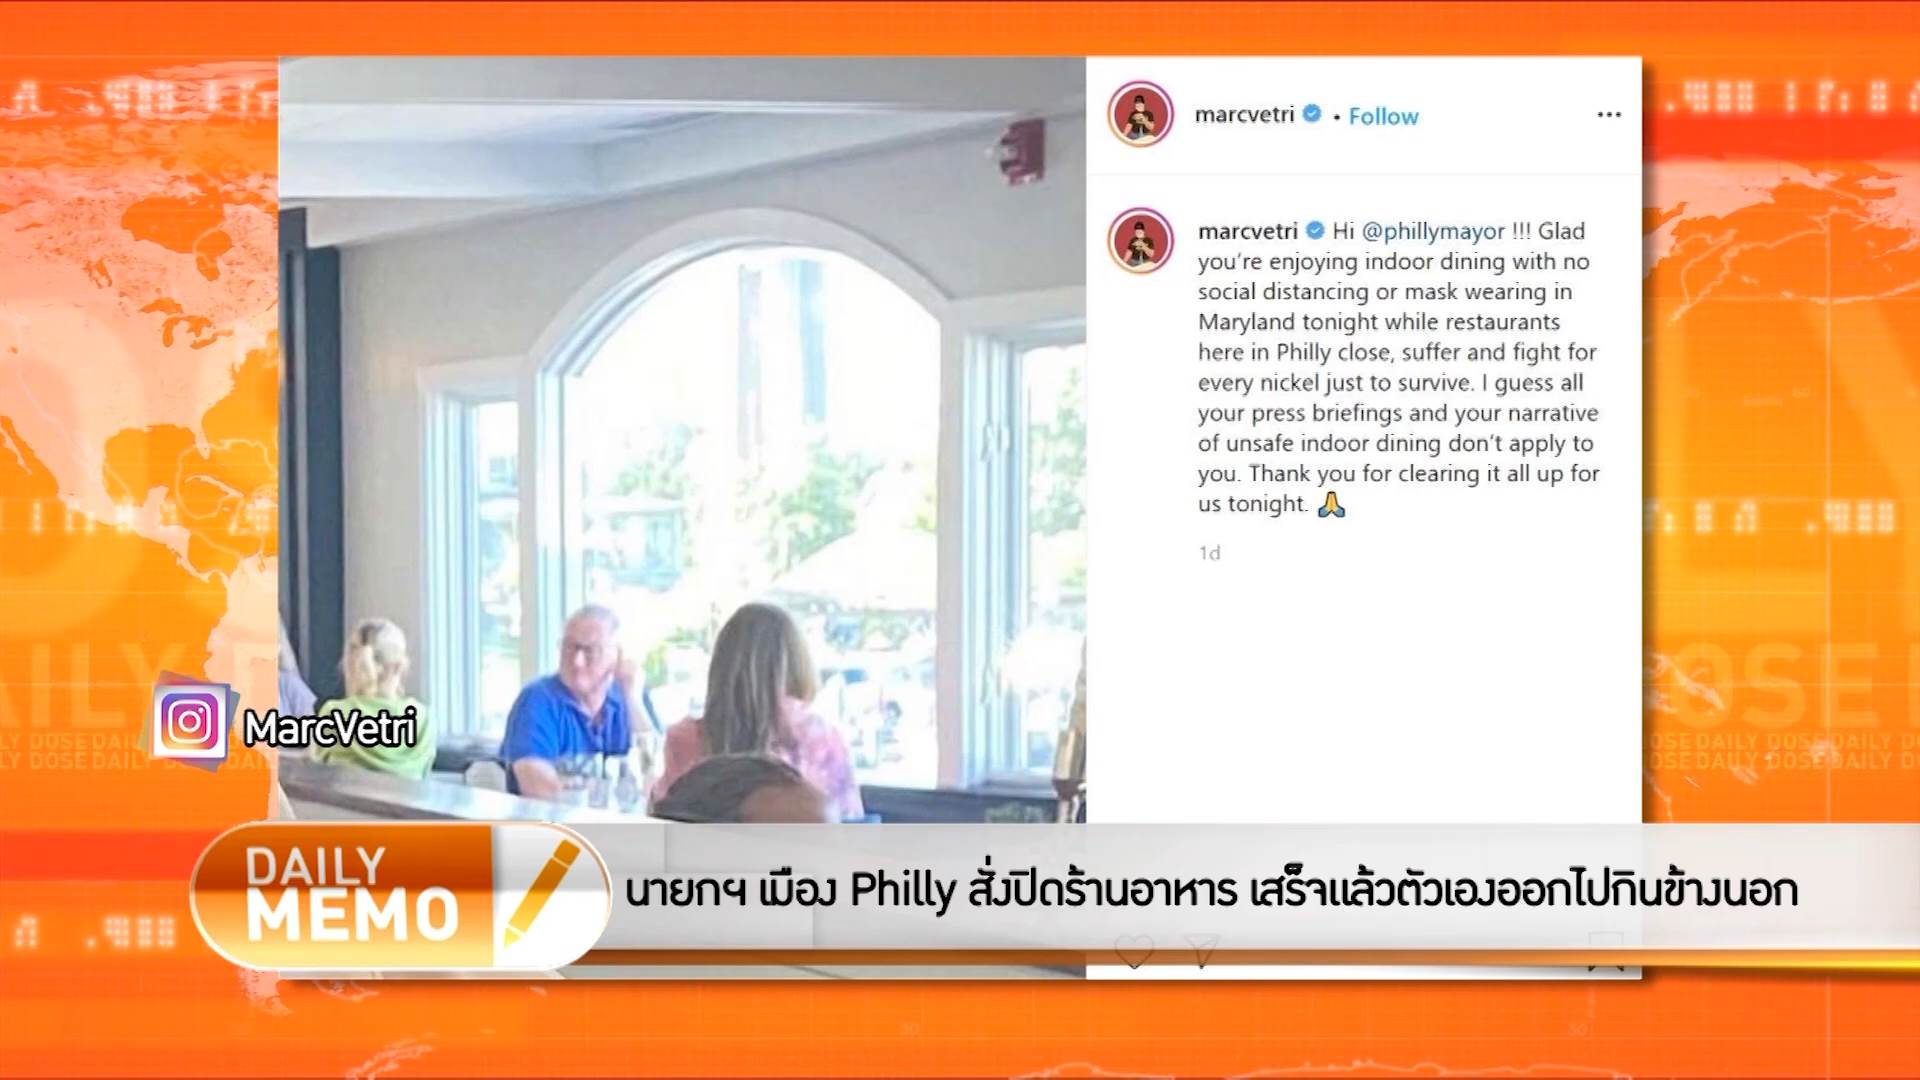 marcvetri • Follow
marcvetri Hi @phillymayor !!! Glad
you're enjoying indoor dining with no
social distancing or mask wearing in
Maryland tonight while restaurants
here in Philly close, suffer and fight for
every nickel just to survive. I guess all
your press briefings and your narrative
of unsafe indoor dining don't apply to
you. Thank you for clearing it all up for
us tonight. 🙏
1d
MarcVetri
DAILY
MEMO
นายกฯ เมือง Philly สั่งปิดร้านอาหาร เสร็จแล้วตัวเองออกไปกินข้างนอก